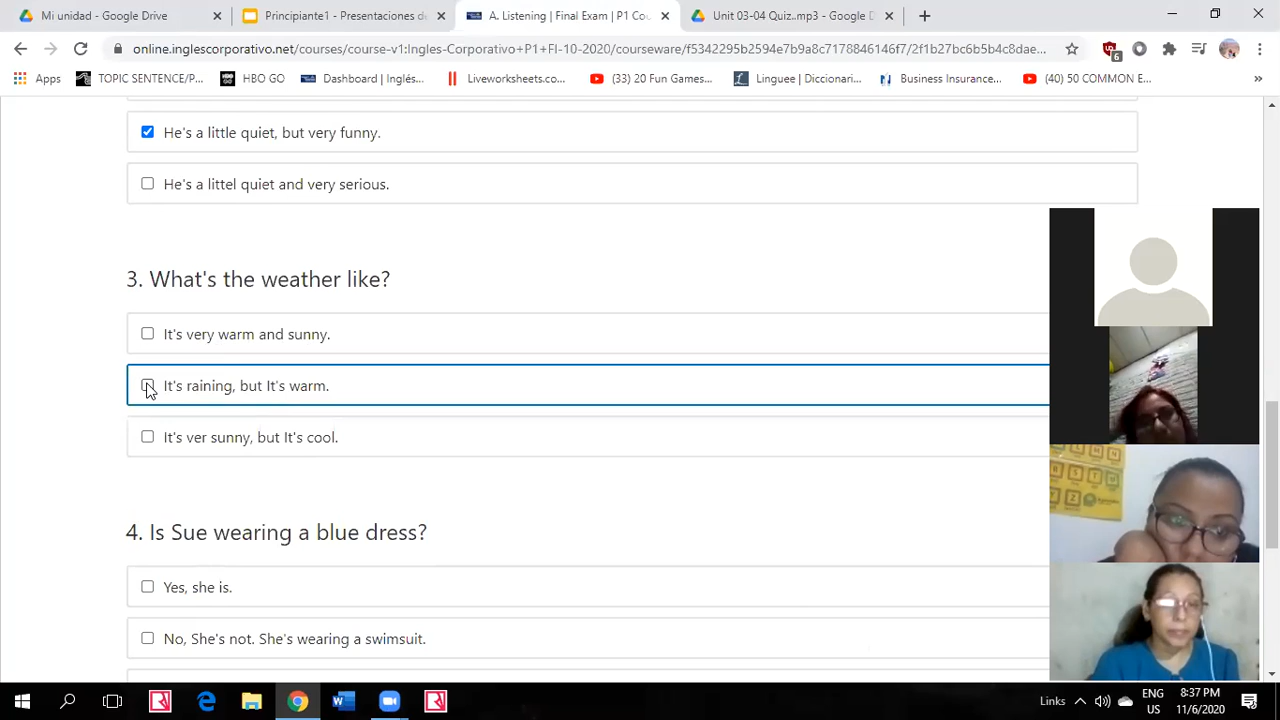 Mi unidad - Google Drive
Principiante1 - Presentaciones de
A. Listening | Final Exam | P1 Co
Unit 03-04 Quiz..mp3 - Google D
online.inglescorporativo.net/courses/course-v1:Ingles-Corporativo+P1+FI-10-2020/courseware/f5342295b2594e7b9a8c7178846146f7/2f1b27bc6b5b4c8dae...
6
Apps
TOPIC SENTENCE/P...
HBO GO
Dashboard | Inglés...
Liveworksheets.co...
(33) 20 Fun Games...
Linguee | Diccionari...
Business Insurance...
(40) 50 COMMON E...
»
He's a little quiet, but very funny.
He's a littel quiet and very serious.
3. What's the weather like?
It's very warm and sunny.
It's raining, but It's warm.
It's ver sunny, but It's cool.
4. Is Sue wearing a blue dress?
Yes, she is.
No, She's not. She's wearing a swimsuit.
Links
ENG
US
8:37 PM
11/6/2020